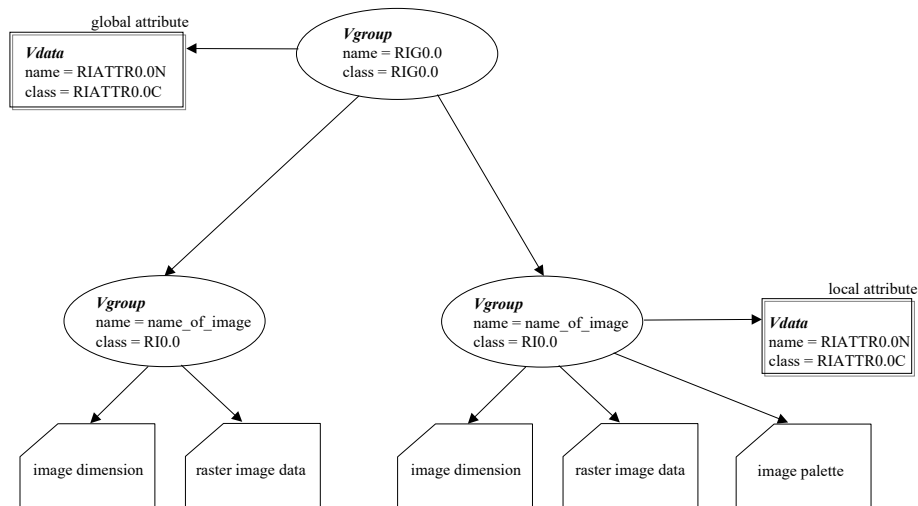 global attribute
Vdata
name = RIATTR0.0N
class = RIATTR0.0C
Vgroup
name = RIG0.0
class = RIG0.0
Vgroup
name = name_of_image
class = RI0.0
Vgroup
name = name_of_image
class = RI0.0
local attribute
Vdata
name = RIATTR0.0N
class = RIATTR0.0C
image dimension
raster image data
image dimension
raster image data
image palette